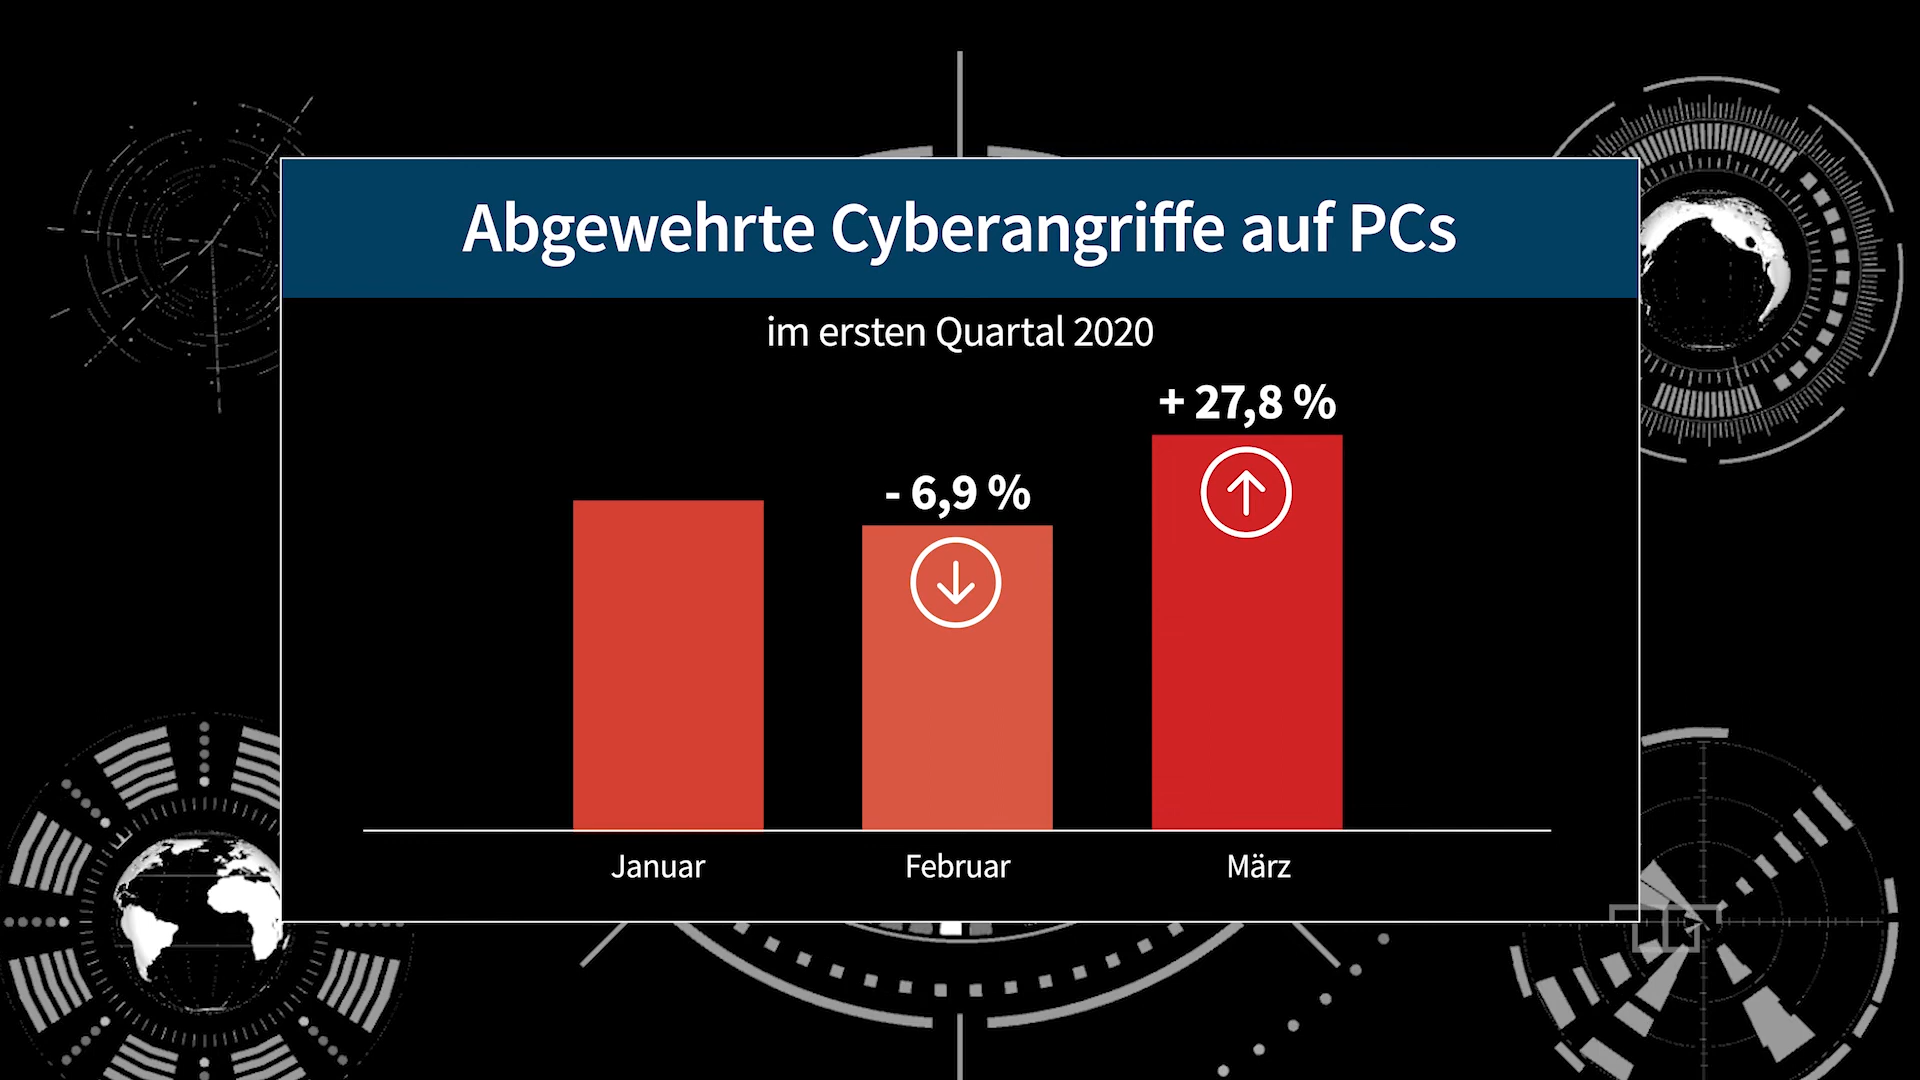 Abgewehrte Cyberangriffe auf PCs
im ersten Quartal 2020
+ 27,8 %
- 6,9 %
Januar
Februar
März